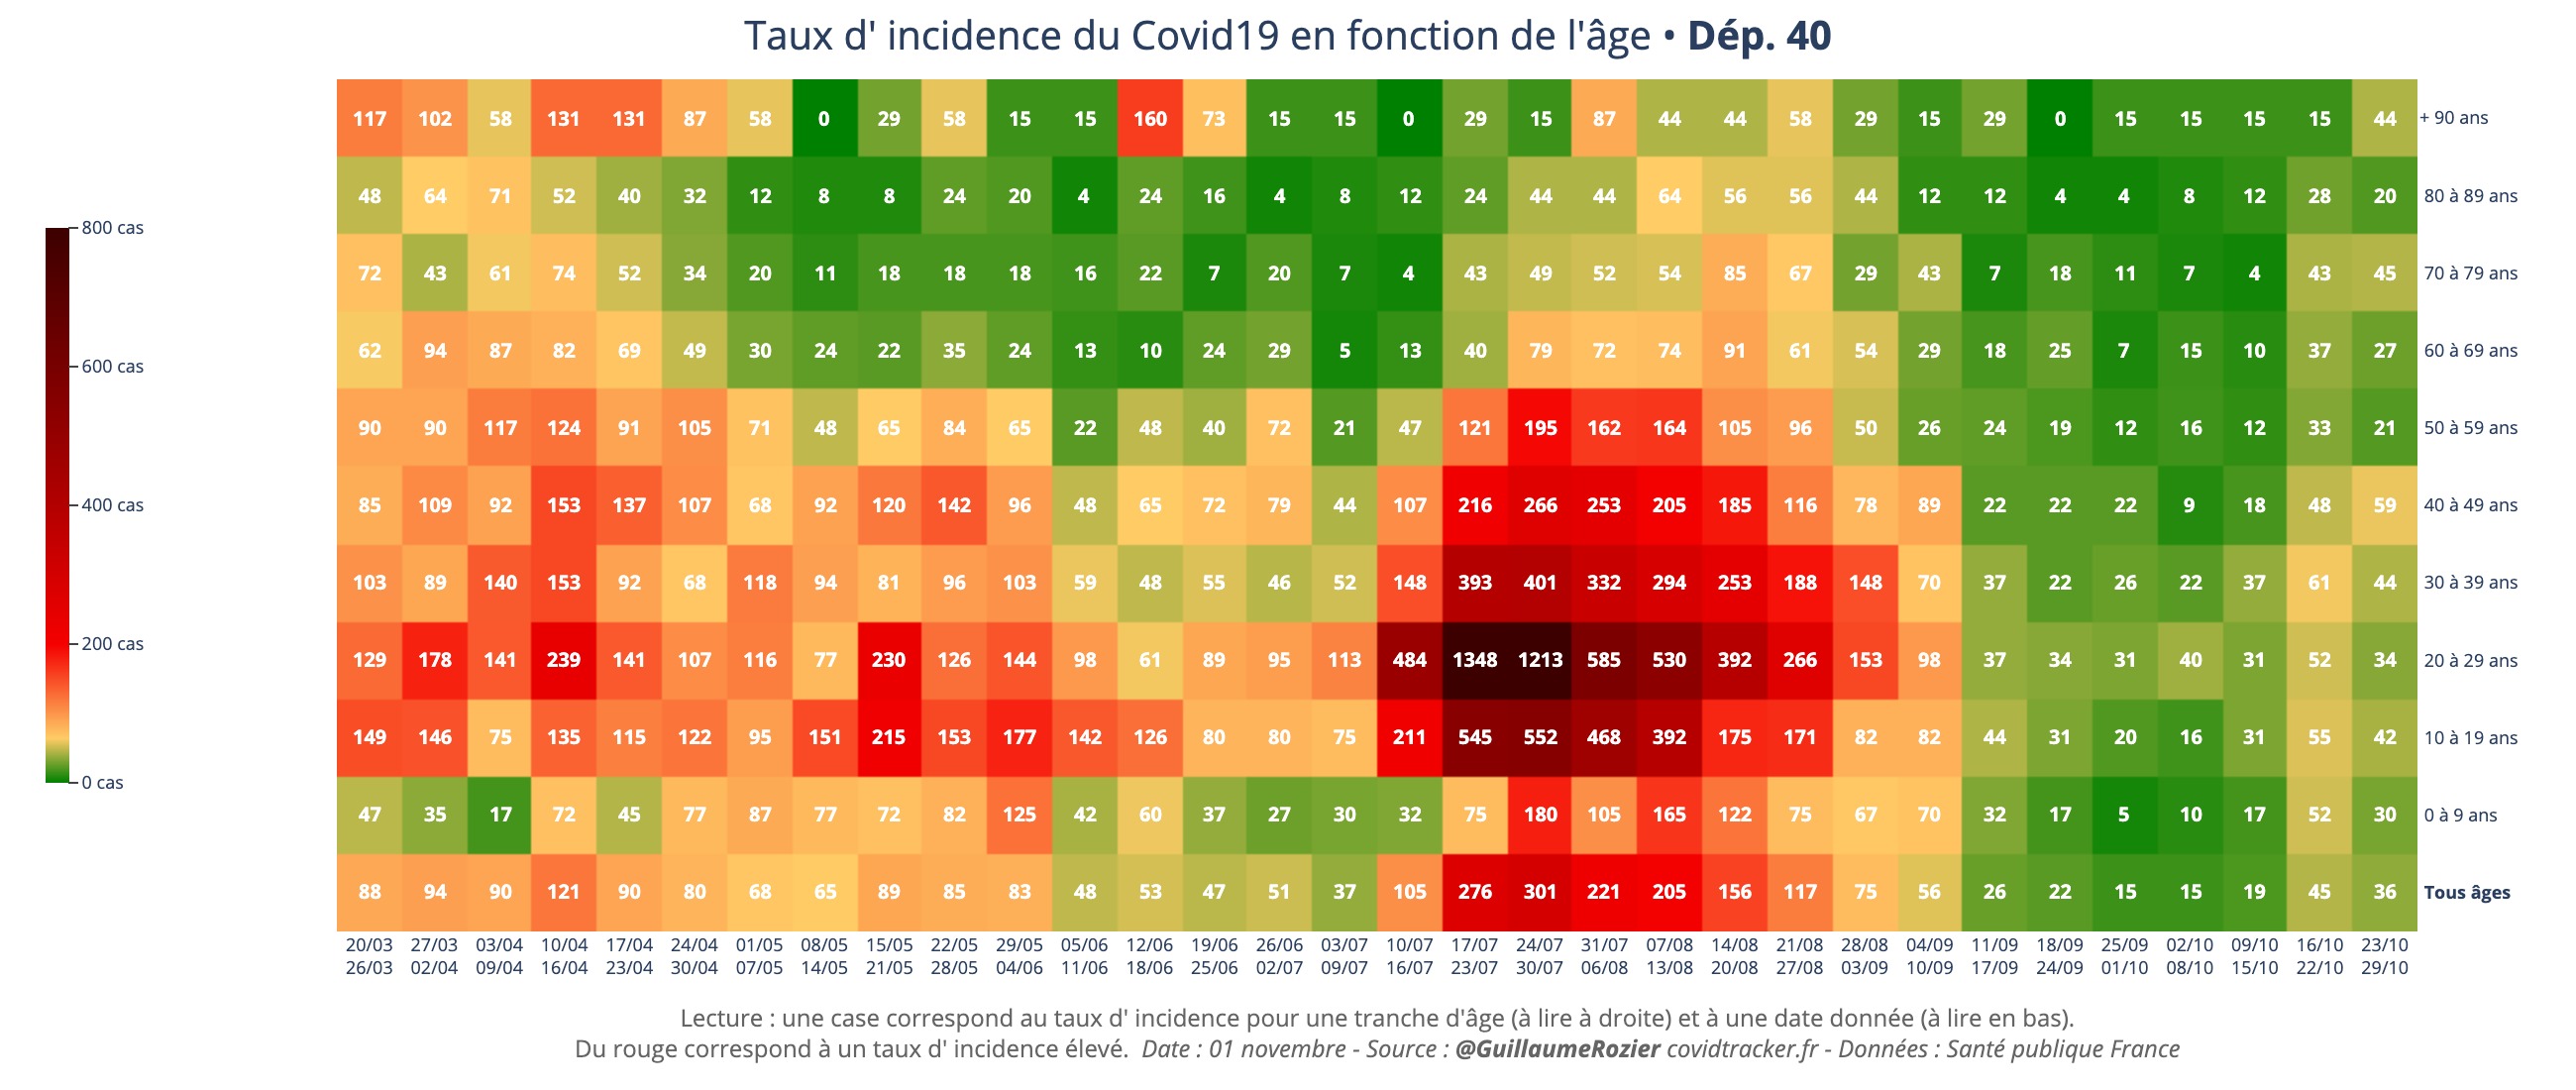 Taux d' incidence du Covid19 en fonction de l'âge • Dép. 40
800 cas
600 cas
400 cas
200 cas
0 cas
117 102 58 131 131 87 58 0 29 58 15 15 160 73 15 15 0 29 15 87 44 44 58 29 15 29 0 15 15 15 15 44 + 90 ans
48 64 71 52 40 32 12 8 8 24 20 4 24 16 4 8 12 24 44 44 64 56 56 44 12 12 4 4 8 12 28 20 80 à 89 ans
72 43 61 74 52 34 20 11 18 18 18 16 22 7 20 7 4 43 49 52 54 85 67 29 43 7 18 11 7 4 43 45 70 à 79 ans
62 94 87 82 69 49 30 24 22 35 24 13 10 24 29 5 13 40 79 72 74 91 61 54 29 18 25 7 15 10 37 27 60 à 69 ans
90 90 117 124 91 105 71 48 65 84 65 22 48 40 72 21 47 121 195 162 164 105 96 50 26 24 19 12 16 12 33 21 50 à 59 ans
85 109 92 153 137 107 68 92 120 142 96 48 65 72 79 44 107 216 266 253 205 185 116 78 89 22 22 22 9 18 48 59 40 à 49 ans
103 89 140 153 92 68 118 94 81 96 103 59 48 55 46 52 148 393 401 332 294 253 188 148 70 37 22 26 22 37 61 44 30 à 39 ans
129 178 141 239 141 107 116 77 230 126 144 98 61 89 95 113 484 1348 1213 585 530 392 266 153 98 37 34 31 40 31 52 34 20 à 29 ans
149 146 75 135 115 122 95 151 215 153 177 142 126 80 80 75 211 545 552 468 392 175 171 82 82 44 31 20 16 31 55 42 10 à 19 ans
47 35 17 72 45 77 87 77 72 82 125 42 60 37 27 30 32 75 180 105 165 122 75 67 70 32 17 5 10 17 52 30 0 à 9 ans
88 94 90 121 90 80 68 65 89 85 83 48 53 47 51 37 105 276 301 221 205 156 117 75 56 26 22 15 15 19 45 36 Tous âges
20/03 27/03 03/04 10/04 17/04 24/04 01/05 08/05 15/05 22/05 29/05 05/06 12/06 19/06 26/06 03/07 10/07 17/07 24/07 31/07 07/08 14/08 21/08 28/08 04/09 11/09 18/09 25/09 02/10 09/10 16/10 23/10
26/03 02/04 09/04 16/04 23/04 30/04 07/05 14/05 21/05 28/05 04/06 11/06 18/06 25/06 02/07 09/07 16/07 23/07 30/07 06/08 13/08 20/08 27/08 03/09 10/09 17/09 24/09 01/10 08/10 15/10 22/10 29/10
Lecture : une case correspond au taux d' incidence pour une tranche d'âge (à lire à droite) et à une date donnée (à lire en bas).
Du rouge correspond à un taux d' incidence élevé. Date : 01 novembre - Source : @GuillaumeRozier covidtracker.fr - Données : Santé publique France